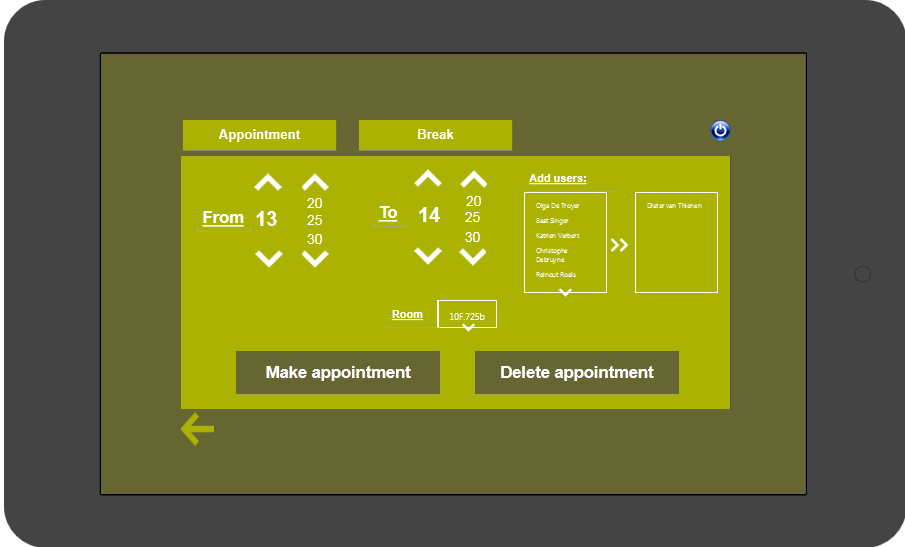 Appointment
Break
From
13
20
25
30
To
14
20
25
30
Add users:
Olga De Troyer
Beat Signer
Katrien Verbert
Christophe
Debruyne
Reinout Roels
Dieter van Thienen
Room
10F.725b
Make appointment
Delete appointment